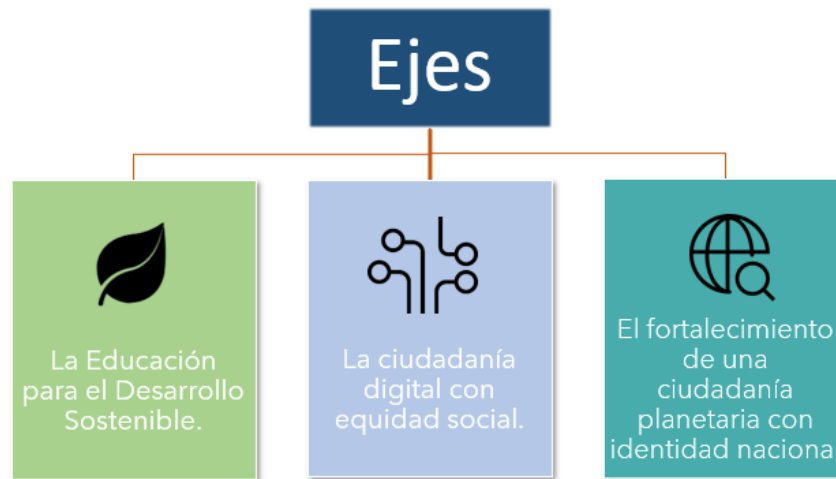 Ejes
La Educación
para el Desarrollo
Sostenible.
La ciudadanía
digital con
equidad social.
El fortalecimiento
de una
ciudadanía
planetaria con
identidad naciona